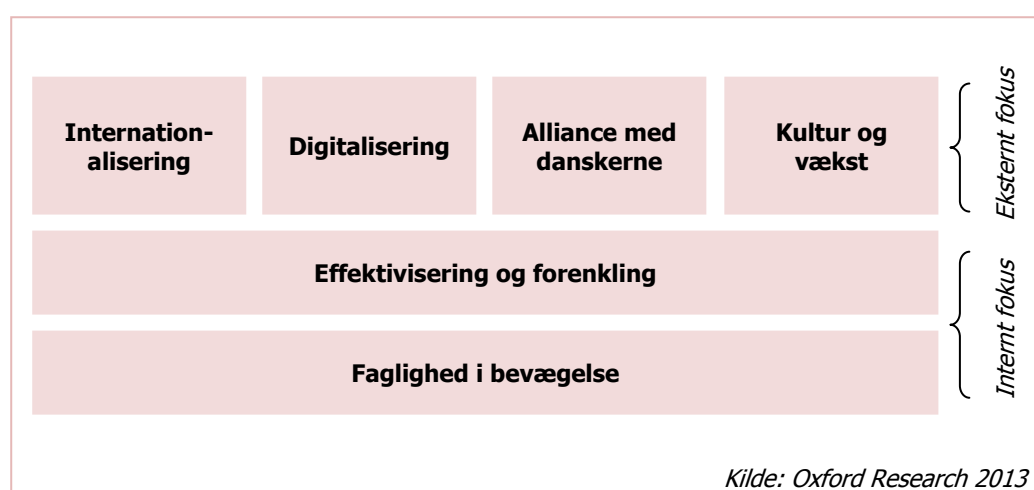 Internation-
alisering
Digitalisering
Alliance med
danskerne
Kultur og
vækst
Eksternt fokus
Effektivisering og forenkling
Faglighed i bevægelse
Internt fokus
Kilde: Oxford Research 2013